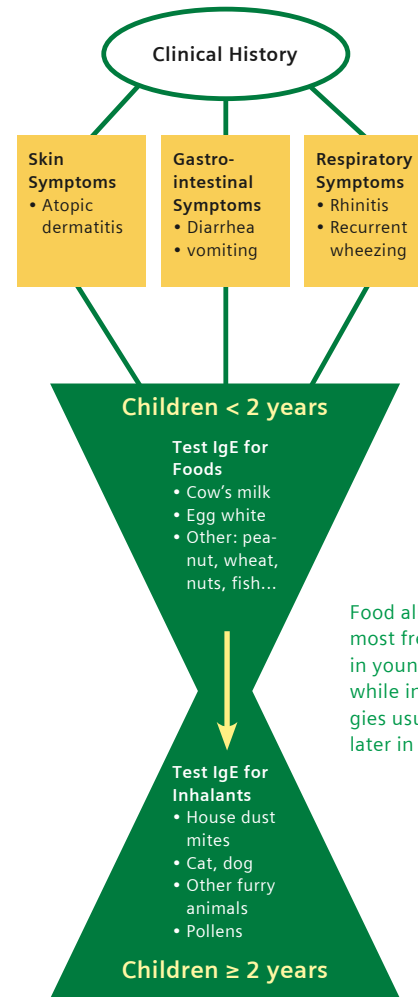 Clinical History
Skin
Symptoms
• Atopic
dermatitis
Gastro-
intestinal
Symptoms
• Diarrhea
• vomiting
Respiratory
Symptoms
• Rhinitis
• Recurrent
wheezing
Children < 2 years
Test IgE for
Foods
• Cow’s milk
• Egg white
• Other: pea-
nut, wheat,
nuts, fish...
Food al
most fre
in youn
while in
gies usu
later in
Test IgE for
Inhalants
• House dust
mites
• Cat, dog
• Other furry
animals
• Pollens
Children ≥ 2 years